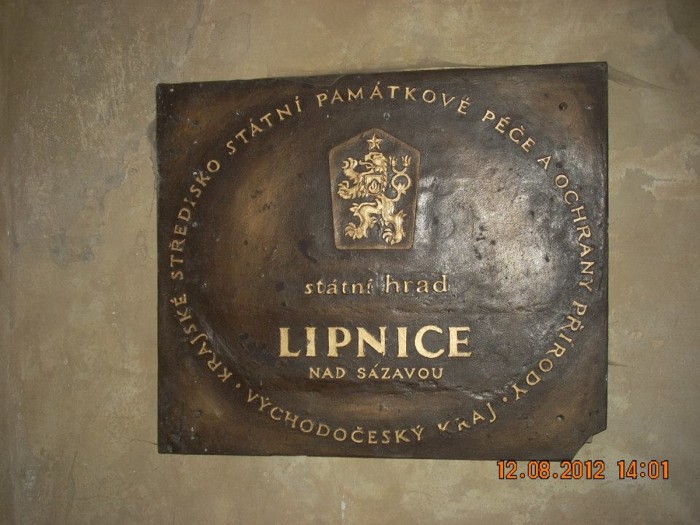 KRAJSKÉ STŘEDISKO STÁTNÍ PAMÁTKOVÉ PÉČE A OCHRANY PŘÍRODY · VÝCHODOČESKÝ KRAJ ·
státní hrad
LIPNICE
NAD SÁZAVOU
12.08.2012 14:01